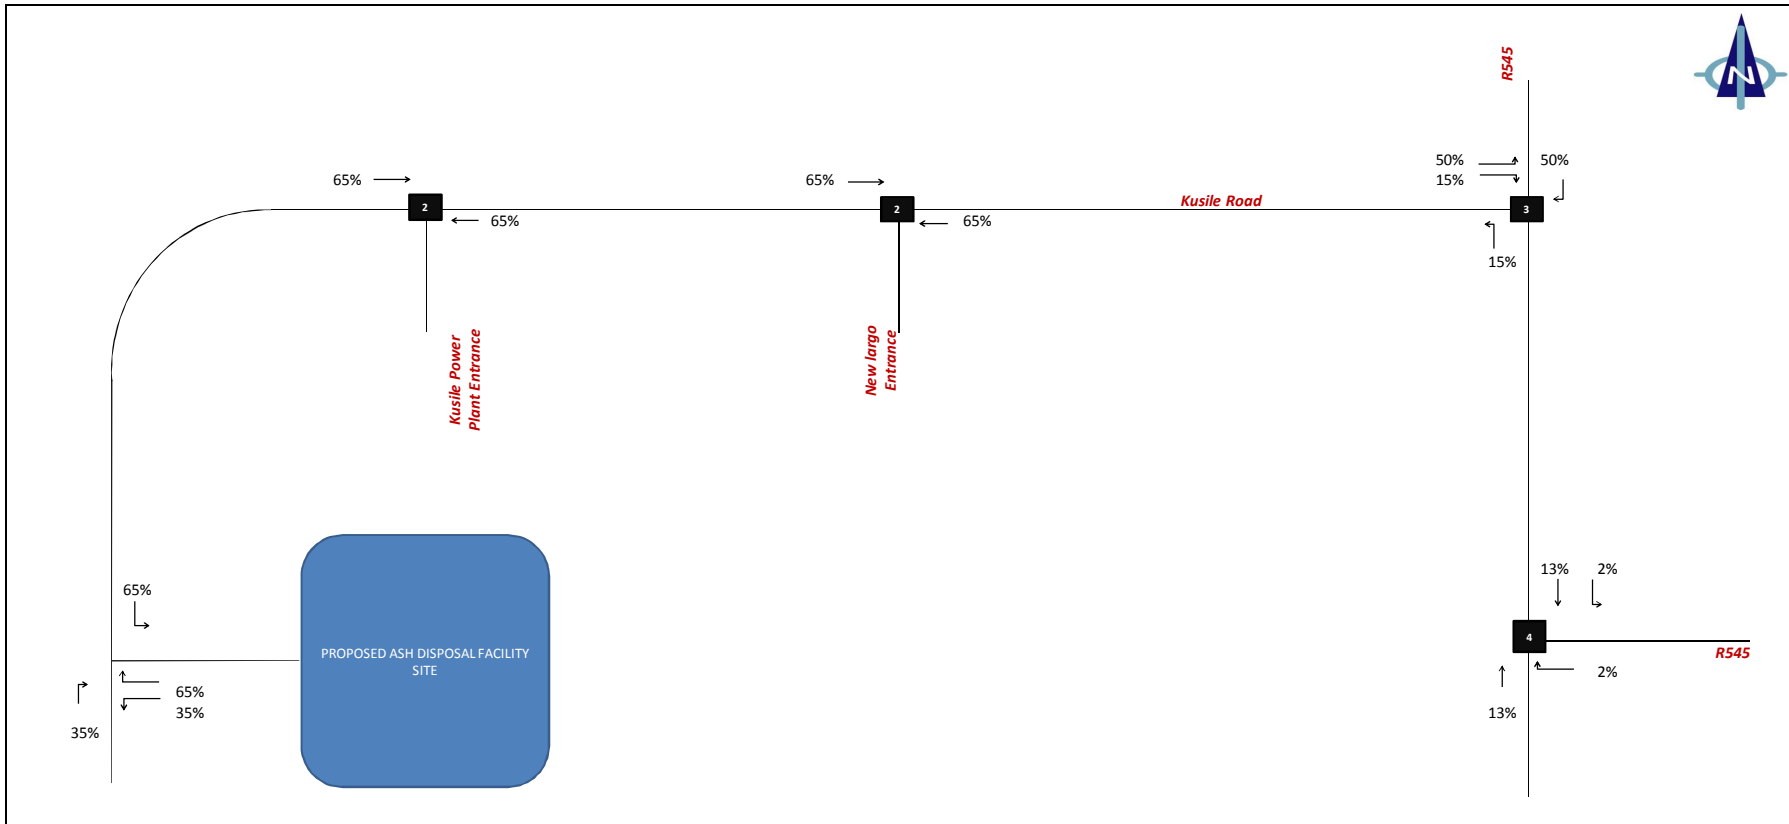 R545
N
50%
50%
15%
65%
65%
2
2
3
Kusile Road
65%
65%
15%
Kusile Power
Plant Entrance
New largo
Entrance
65%
13%
2%
4
PROPOSED ASH DISPOSAL FACILITY
SITE
R545
2%
65%
35%
13%
35%